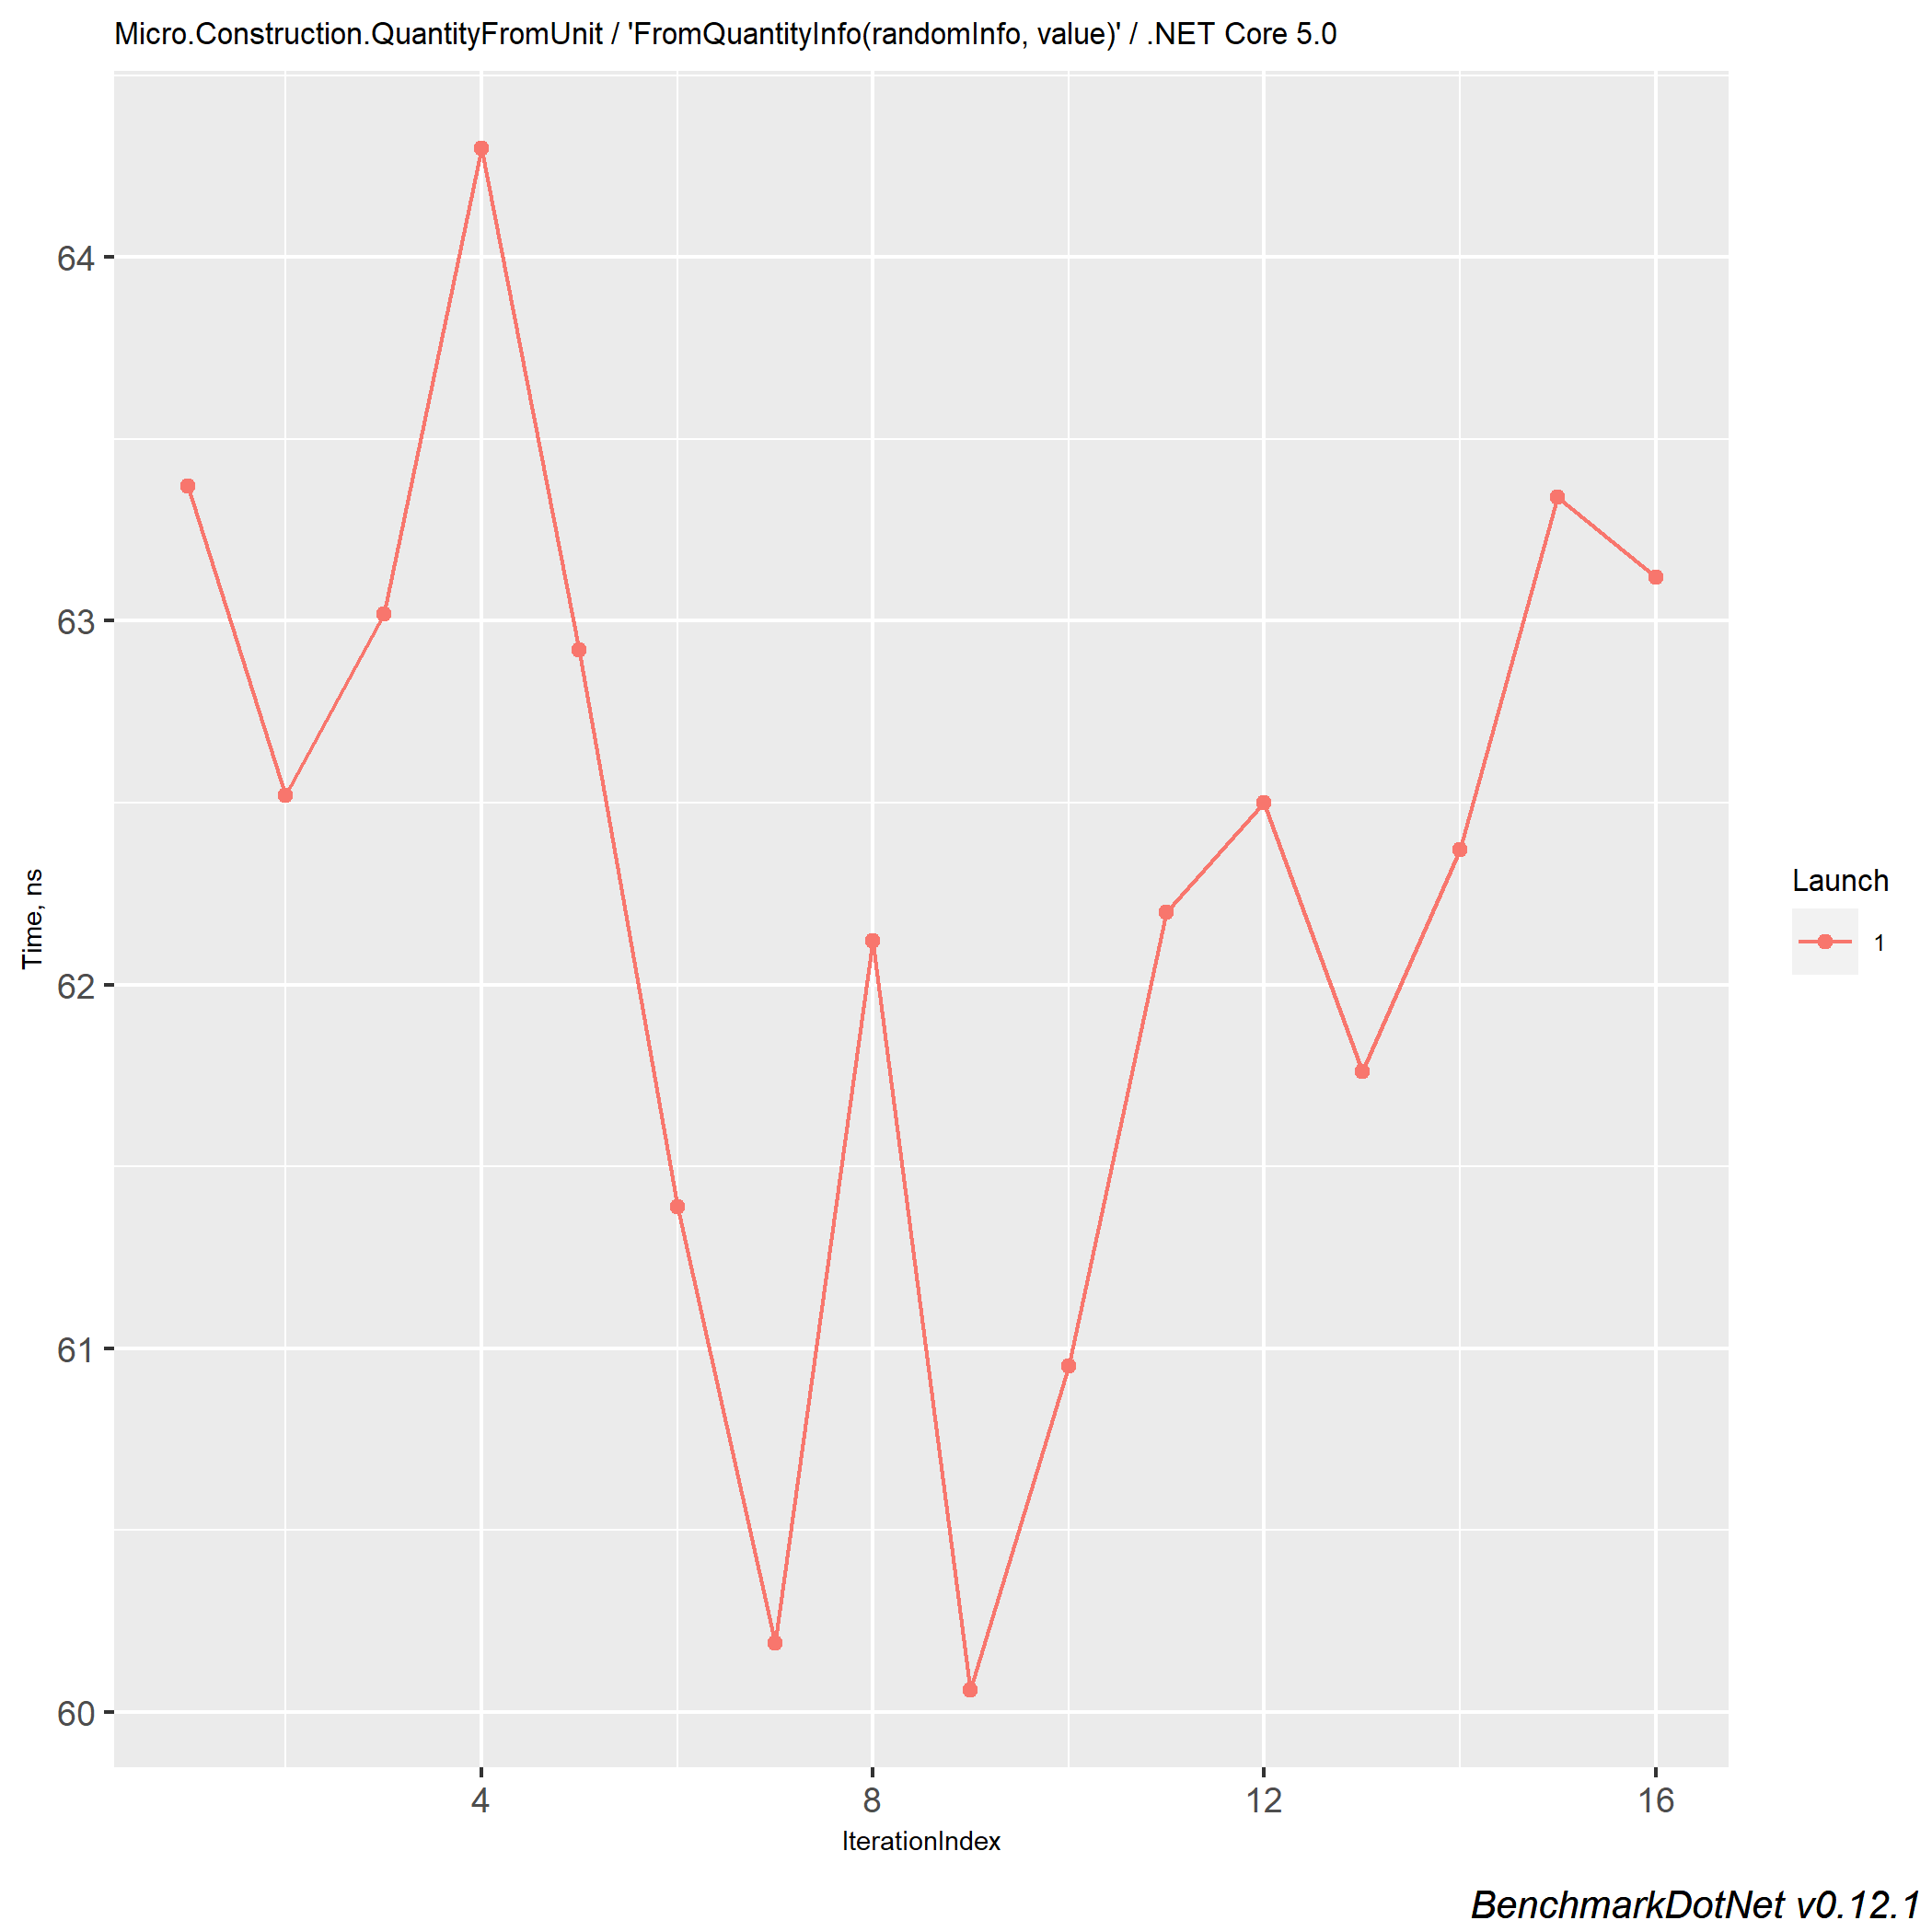 Micro.Construction.QuantityFromUnit / 'FromQuantityInfo(randomInfo, value)' / .NET Core 5.0
64
63
62
61
60
Time, ns
4 8 12 16
IterationIndex
Launch
1
BenchmarkDotNet v0.12.1